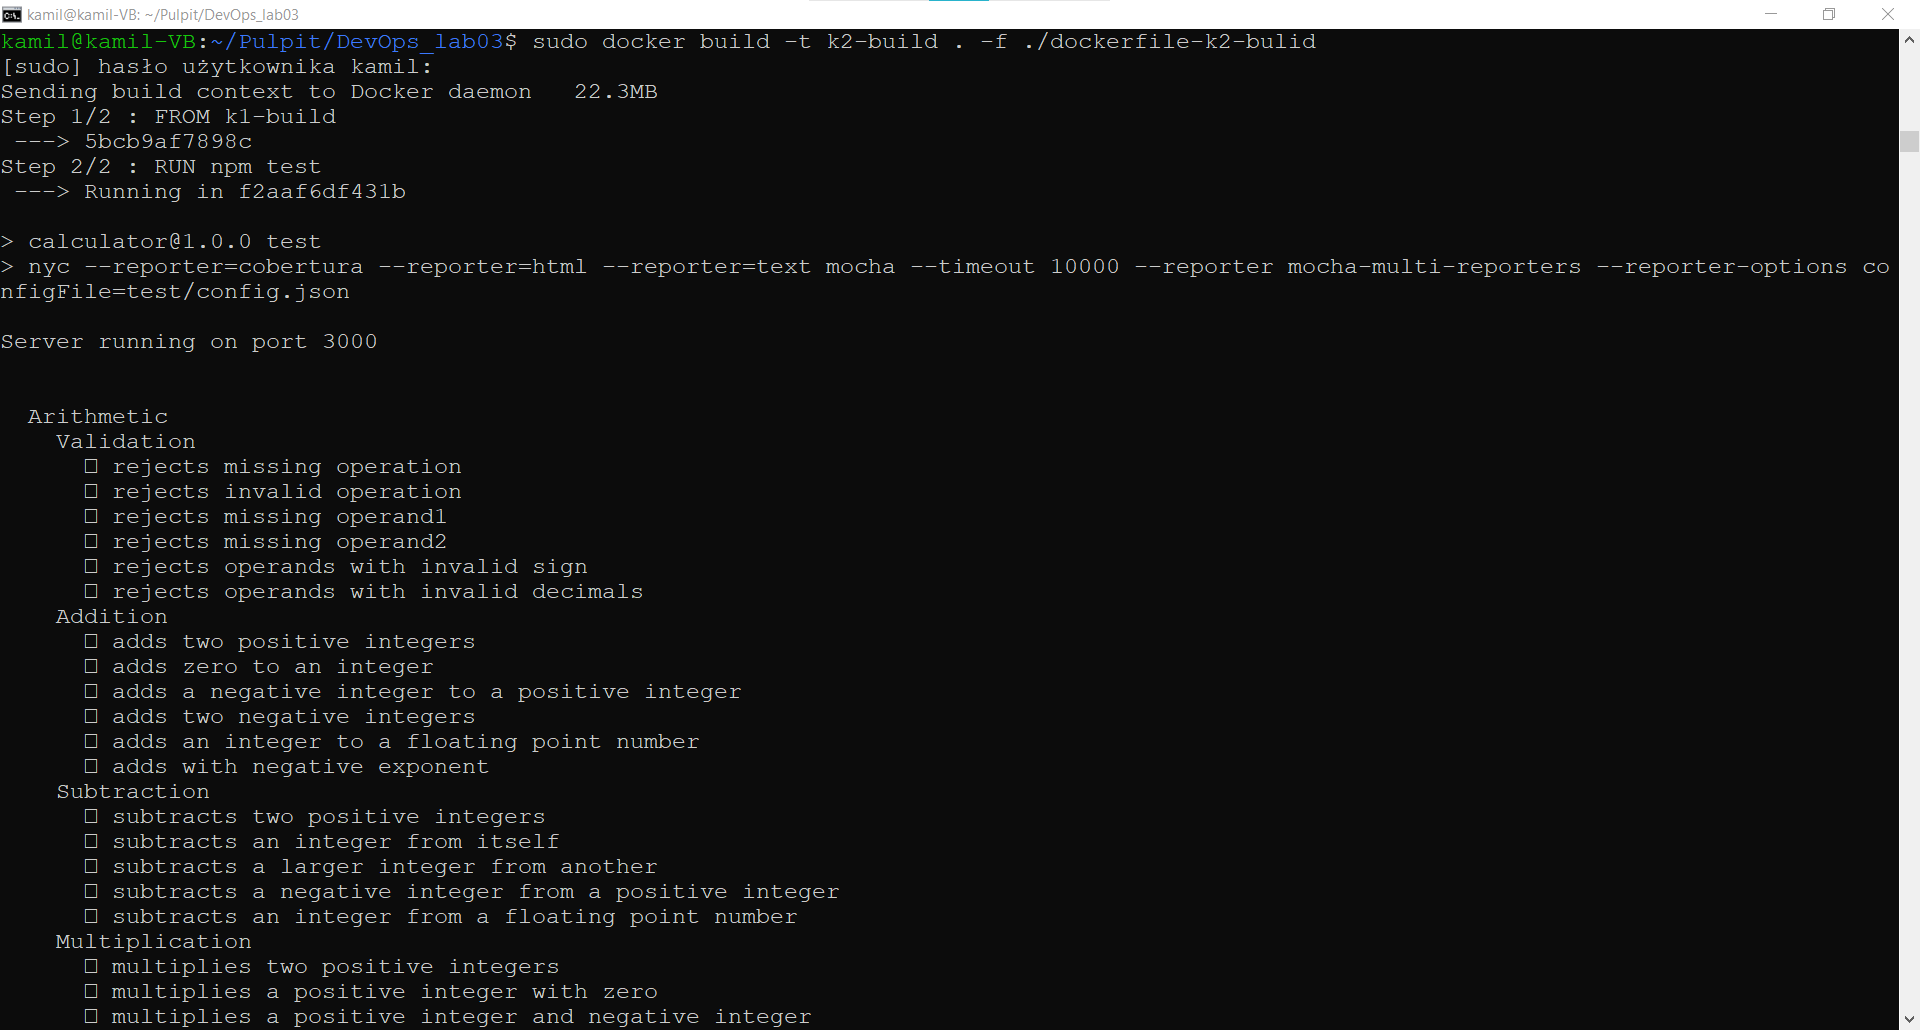 kamil@kamil-VB: ~/Pulpit/DevOps_lab03
kamil@kamil-VB:~/Pulpit/DevOps_lab03$ sudo docker build -t k2-build . -f ./dockerfile-k2-bulid
[sudo] hasło użytkownika kamil:
Sending build context to Docker daemon   22.3MB
Step 1/2 : FROM k1-build
 ---> 5bcb9af7898c
Step 2/2 : RUN npm test
 ---> Running in f2aaf6df431b
> calculator@1.0.0 test
> nyc --reporter=cobertura --reporter=html --reporter=text mocha --timeout 10000 --reporter mocha-multi-reporters --reporter-options co
nfigFile=test/config.json
Server running on port 3000
  Arithmetic
    Validation
      □ rejects missing operation
      □ rejects invalid operation
      □ rejects missing operand1
      □ rejects missing operand2
      □ rejects operands with invalid sign
      □ rejects operands with invalid decimals
    Addition
      □ adds two positive integers
      □ adds zero to an integer
      □ adds a negative integer to a positive integer
      □ adds two negative integers
      □ adds an integer to a floating point number
      □ adds with negative exponent
    Subtraction
      □ subtracts two positive integers
      □ subtracts an integer from itself
      □ subtracts a larger integer from another
      □ subtracts a negative integer from a positive integer
      □ subtracts an integer from a floating point number
    Multiplication
      □ multiplies two positive integers
      □ multiplies a positive integer with zero
      □ multiplies a positive integer and negative integer